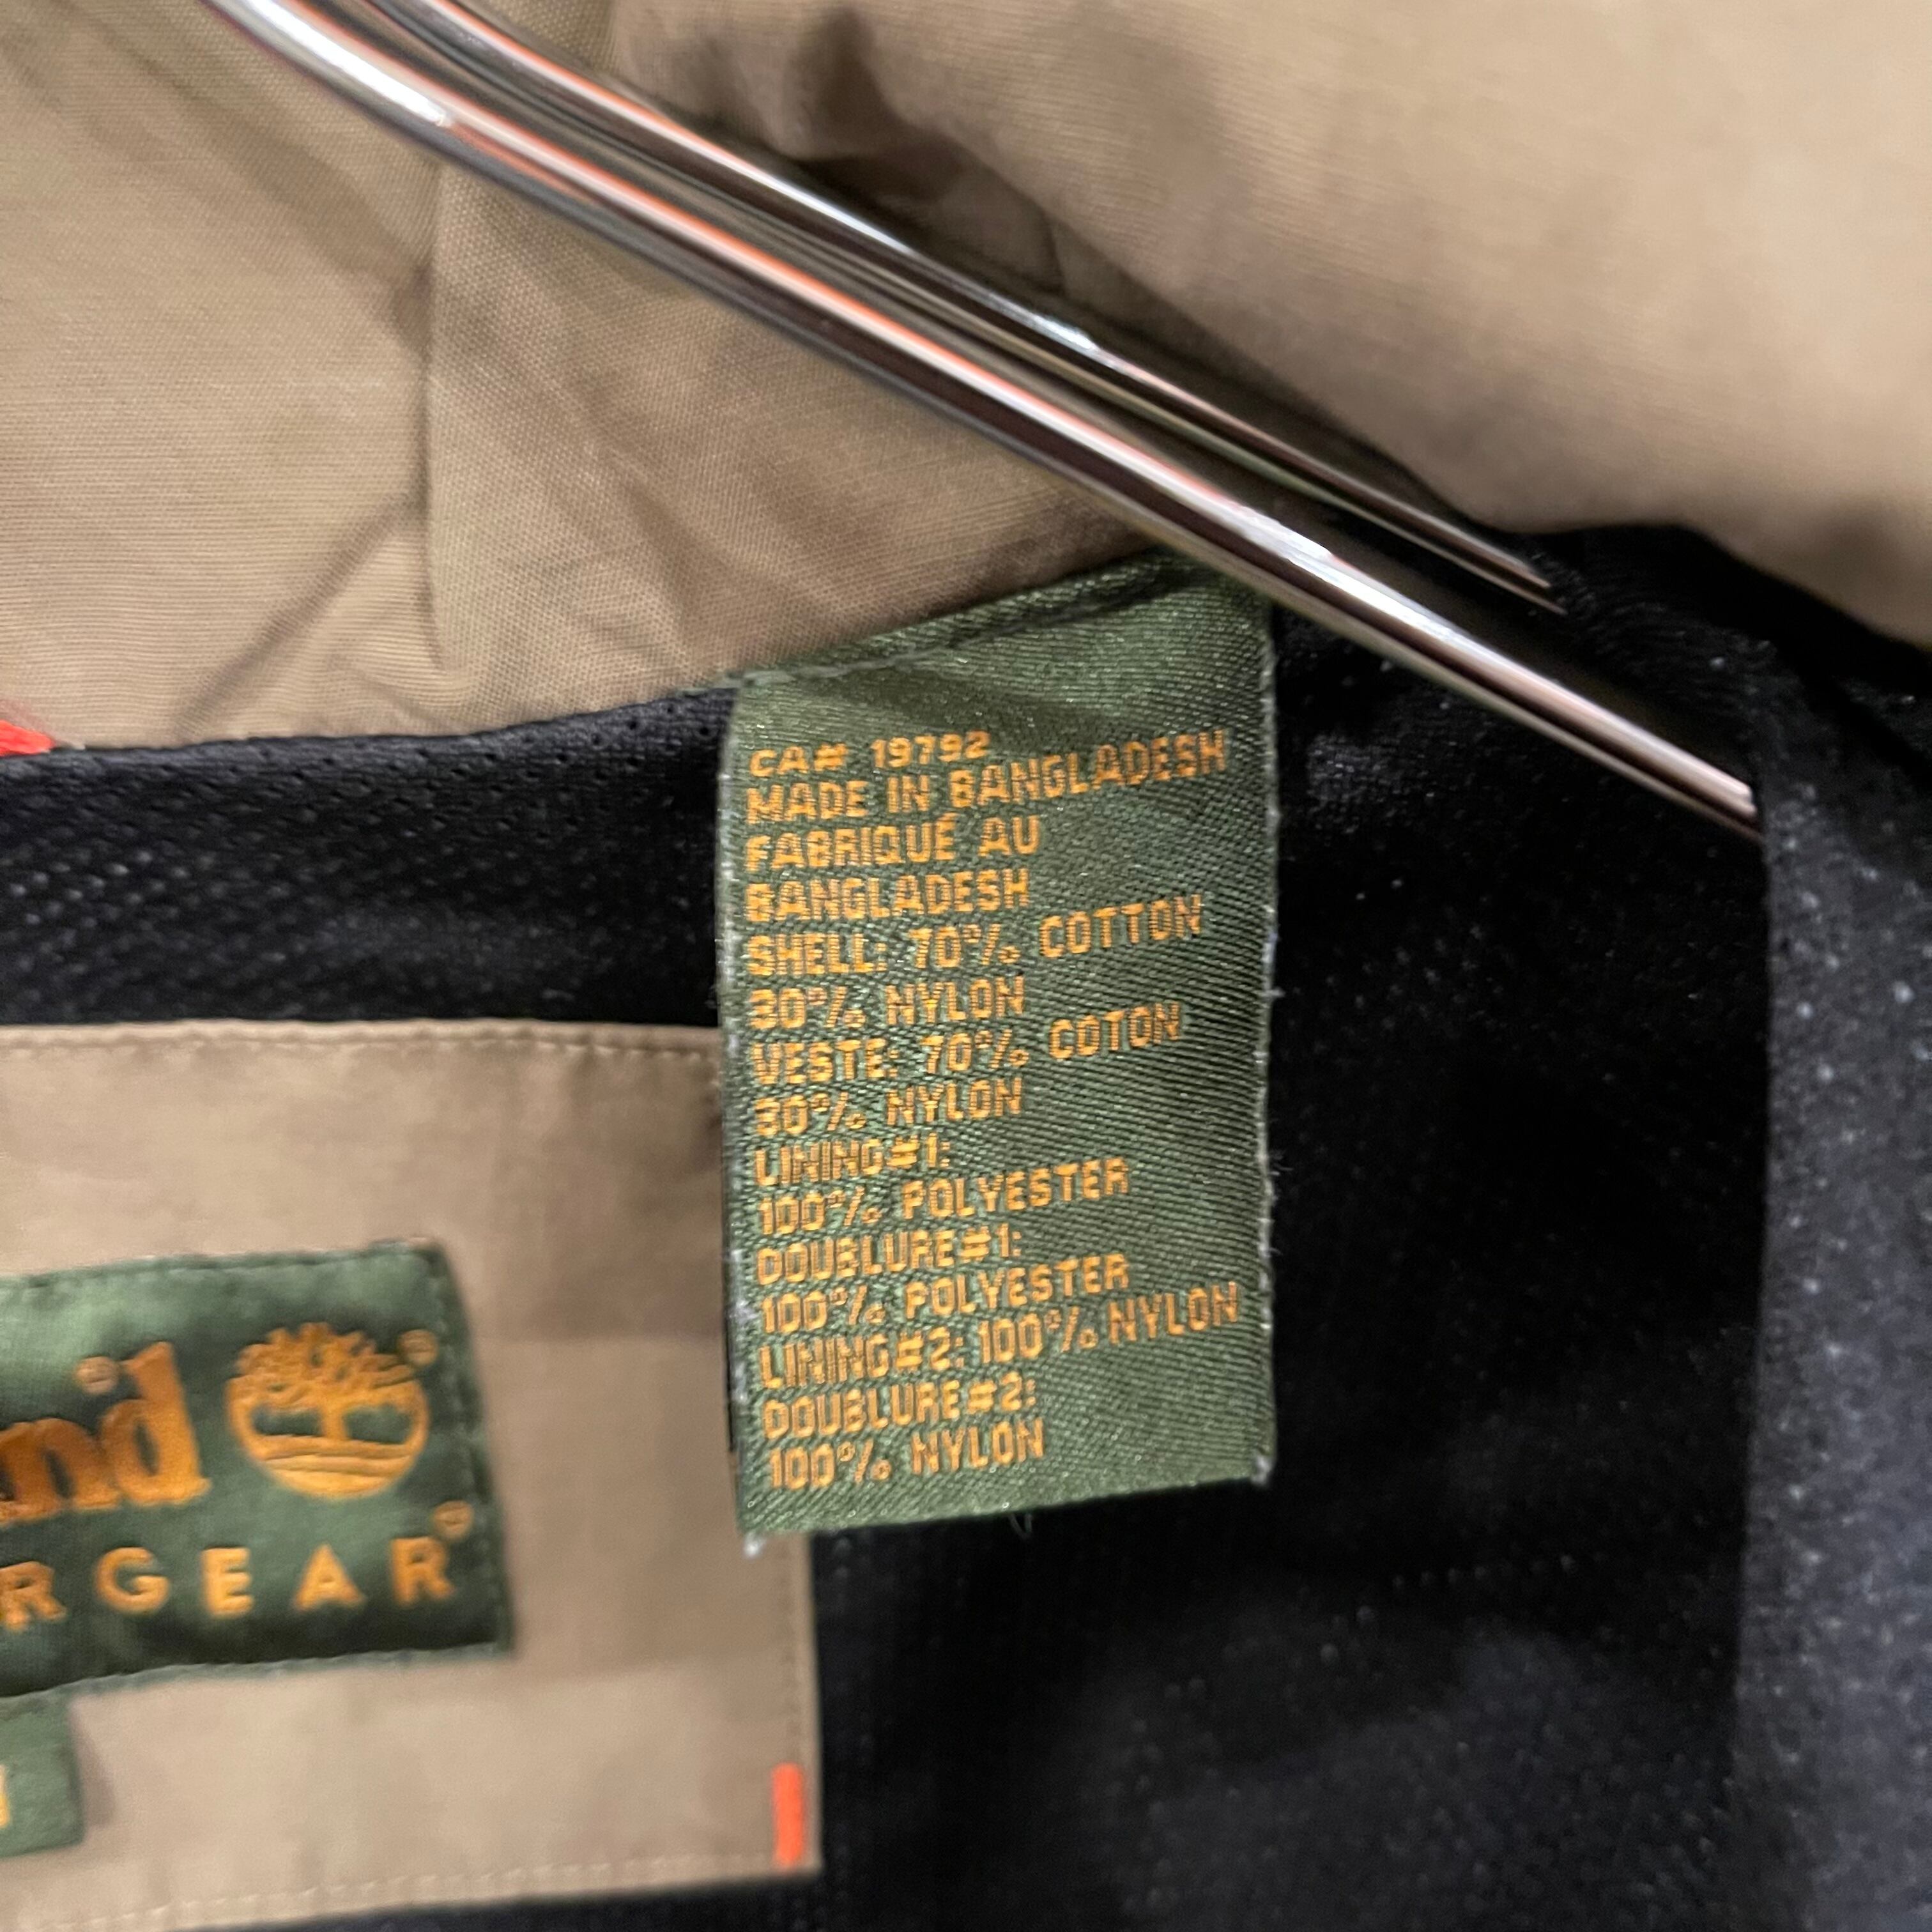 CA# 19792
MADE IN BANGLADESH
FABRIQUÉ AU
BANGLADESH
SHELL: 70% COTTON
30% NYLON
VESTE: 70% COTON
30% NYLON
LINING#1:
100% POLYESTER
DOUBLURE#1:
100% POLYESTER
LINING#2: 100% NYLON
DOUBLURE#2:
100% NYLON
and®
RGEAR®